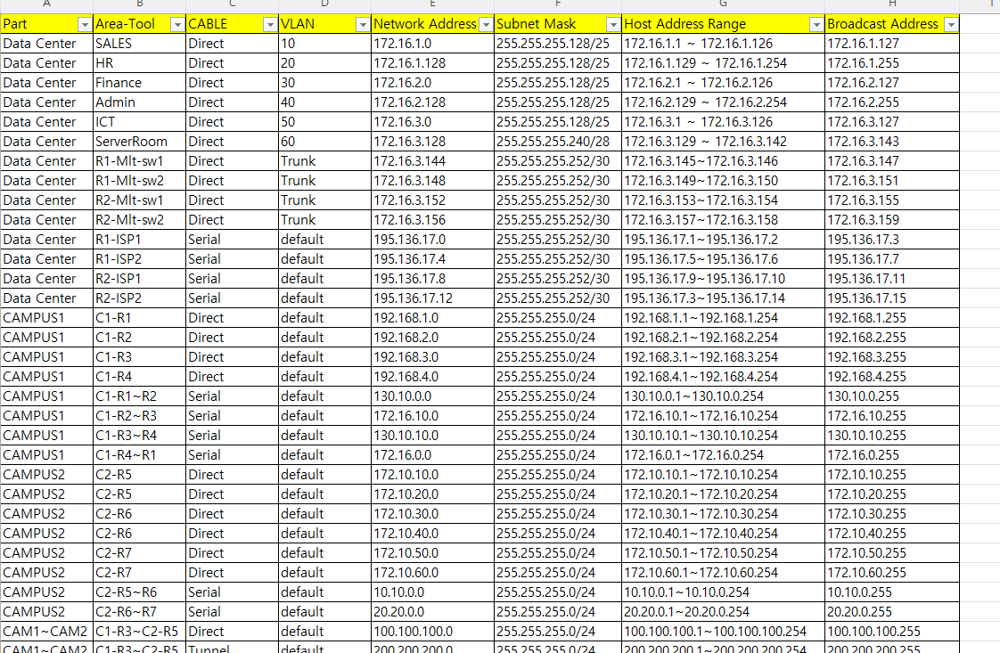 A B C D E F G H I
Part Area-Tool CABLE VLAN Network Address Subnet Mask Host Address Range Broadcast Address
Data Center SALES Direct 10 172.16.1.0 255.255.255.128/25 172.16.1.1 ~ 172.16.1.126 172.16.1.127
Data Center HR Direct 20 172.16.1.128 255.255.255.128/25 172.16.1.129 ~ 172.16.1.254 172.16.1.255
Data Center Finance Direct 30 172.16.2.0 255.255.255.128/25 172.16.2.1 ~ 172.16.2.126 172.16.2.127
Data Center Admin Direct 40 172.16.2.128 255.255.255.128/25 172.16.2.129 ~ 172.16.2.254 172.16.2.255
Data Center ICT Direct 50 172.16.3.0 255.255.255.128/25 172.16.3.1 ~ 172.16.3.126 172.16.3.127
Data Center ServerRoom Direct 60 172.16.3.128 255.255.255.240/28 172.16.3.129 ~ 172.16.3.142 172.16.3.143
Data Center R1-Mlt-sw1 Direct Trunk 172.16.3.144 255.255.255.252/30 172.16.3.145~172.16.3.146 172.16.3.147
Data Center R1-Mlt-sw2 Direct Trunk 172.16.3.148 255.255.255.252/30 172.16.3.149~172.16.3.150 172.16.3.151
Data Center R2-Mlt-sw1 Direct Trunk 172.16.3.152 255.255.255.252/30 172.16.3.153~172.16.3.154 172.16.3.155
Data Center R2-Mlt-sw2 Direct Trunk 172.16.3.156 255.255.255.252/30 172.16.3.157~172.16.3.158 172.16.3.159
Data Center R1-ISP1 Serial default 195.136.17.0 255.255.255.252/30 195.136.17.1~195.136.17.2 195.136.17.3
Data Center R1-ISP2 Serial default 195.136.17.4 255.255.255.252/30 195.136.17.5~195.136.17.6 195.136.17.7
Data Center R2-ISP1 Serial default 195.136.17.8 255.255.255.252/30 195.136.17.9~195.136.17.10 195.136.17.11
Data Center R2-ISP2 Serial default 195.136.17.12 255.255.255.252/30 195.136.17.3~195.136.17.14 195.136.17.15
CAMPUS1 C1-R1 Direct default 192.168.1.0 255.255.255.0/24 192.168.1.1~192.168.1.254 192.168.1.255
CAMPUS1 C1-R2 Direct default 192.168.2.0 255.255.255.0/24 192.168.2.1~192.168.2.254 192.168.2.255
CAMPUS1 C1-R3 Direct default 192.168.3.0 255.255.255.0/24 192.168.3.1~192.168.3.254 192.168.3.255
CAMPUS1 C1-R4 Direct default 192.168.4.0 255.255.255.0/24 192.168.4.1~192.168.4.254 192.168.4.255
CAMPUS1 C1-R1~R2 Serial default 130.10.0.0 255.255.255.0/24 130.10.0.1~130.10.0.254 130.10.0.255
CAMPUS1 C1-R2~R3 Serial default 172.16.10.0 255.255.255.0/24 172.16.10.1~172.16.10.254 172.16.10.255
CAMPUS1 C1-R3~R4 Serial default 130.10.10.0 255.255.255.0/24 130.10.10.1~130.10.10.254 130.10.10.255
CAMPUS1 C1-R4~R1 Serial default 172.16.0.0 255.255.255.0/24 172.16.0.1~172.16.0.254 172.16.0.255
CAMPUS2 C2-R5 Direct default 172.10.10.0 255.255.255.0/24 172.10.10.1~172.10.10.254 172.10.10.255
CAMPUS2 C2-R5 Direct default 172.10.20.0 255.255.255.0/24 172.10.20.1~172.10.20.254 172.10.20.255
CAMPUS2 C2-R6 Direct default 172.10.30.0 255.255.255.0/24 172.10.30.1~172.10.30.254 172.10.30.255
CAMPUS2 C2-R6 Direct default 172.10.40.0 255.255.255.0/24 172.10.40.1~172.10.40.254 172.10.40.255
CAMPUS2 C2-R7 Direct default 172.10.50.0 255.255.255.0/24 172.10.50.1~172.10.50.254 172.10.50.255
CAMPUS2 C2-R7 Direct default 172.10.60.0 255.255.255.0/24 172.10.60.1~172.10.60.254 172.10.60.255
CAMPUS2 C2-R5~R6 Serial default 10.10.0.0 255.255.255.0/24 10.10.0.1~10.10.0.254 10.10.0.255
CAMPUS2 C2-R6~R7 Serial default 20.20.0.0 255.255.255.0/24 20.20.0.1~20.20.0.254 20.20.0.255
CAM1~CAM2 C1-R3~C2-R5 Direct default 100.100.100.0 255.255.255.0/24 100.100.100.1~100.100.100.254 100.100.100.255
CAM1~CAM2 C1-R3~C2-R5 Tunnel default 200.200.200.0 255.255.255.0/24 200.200.200.1~200.200.200.254 200.200.200.255